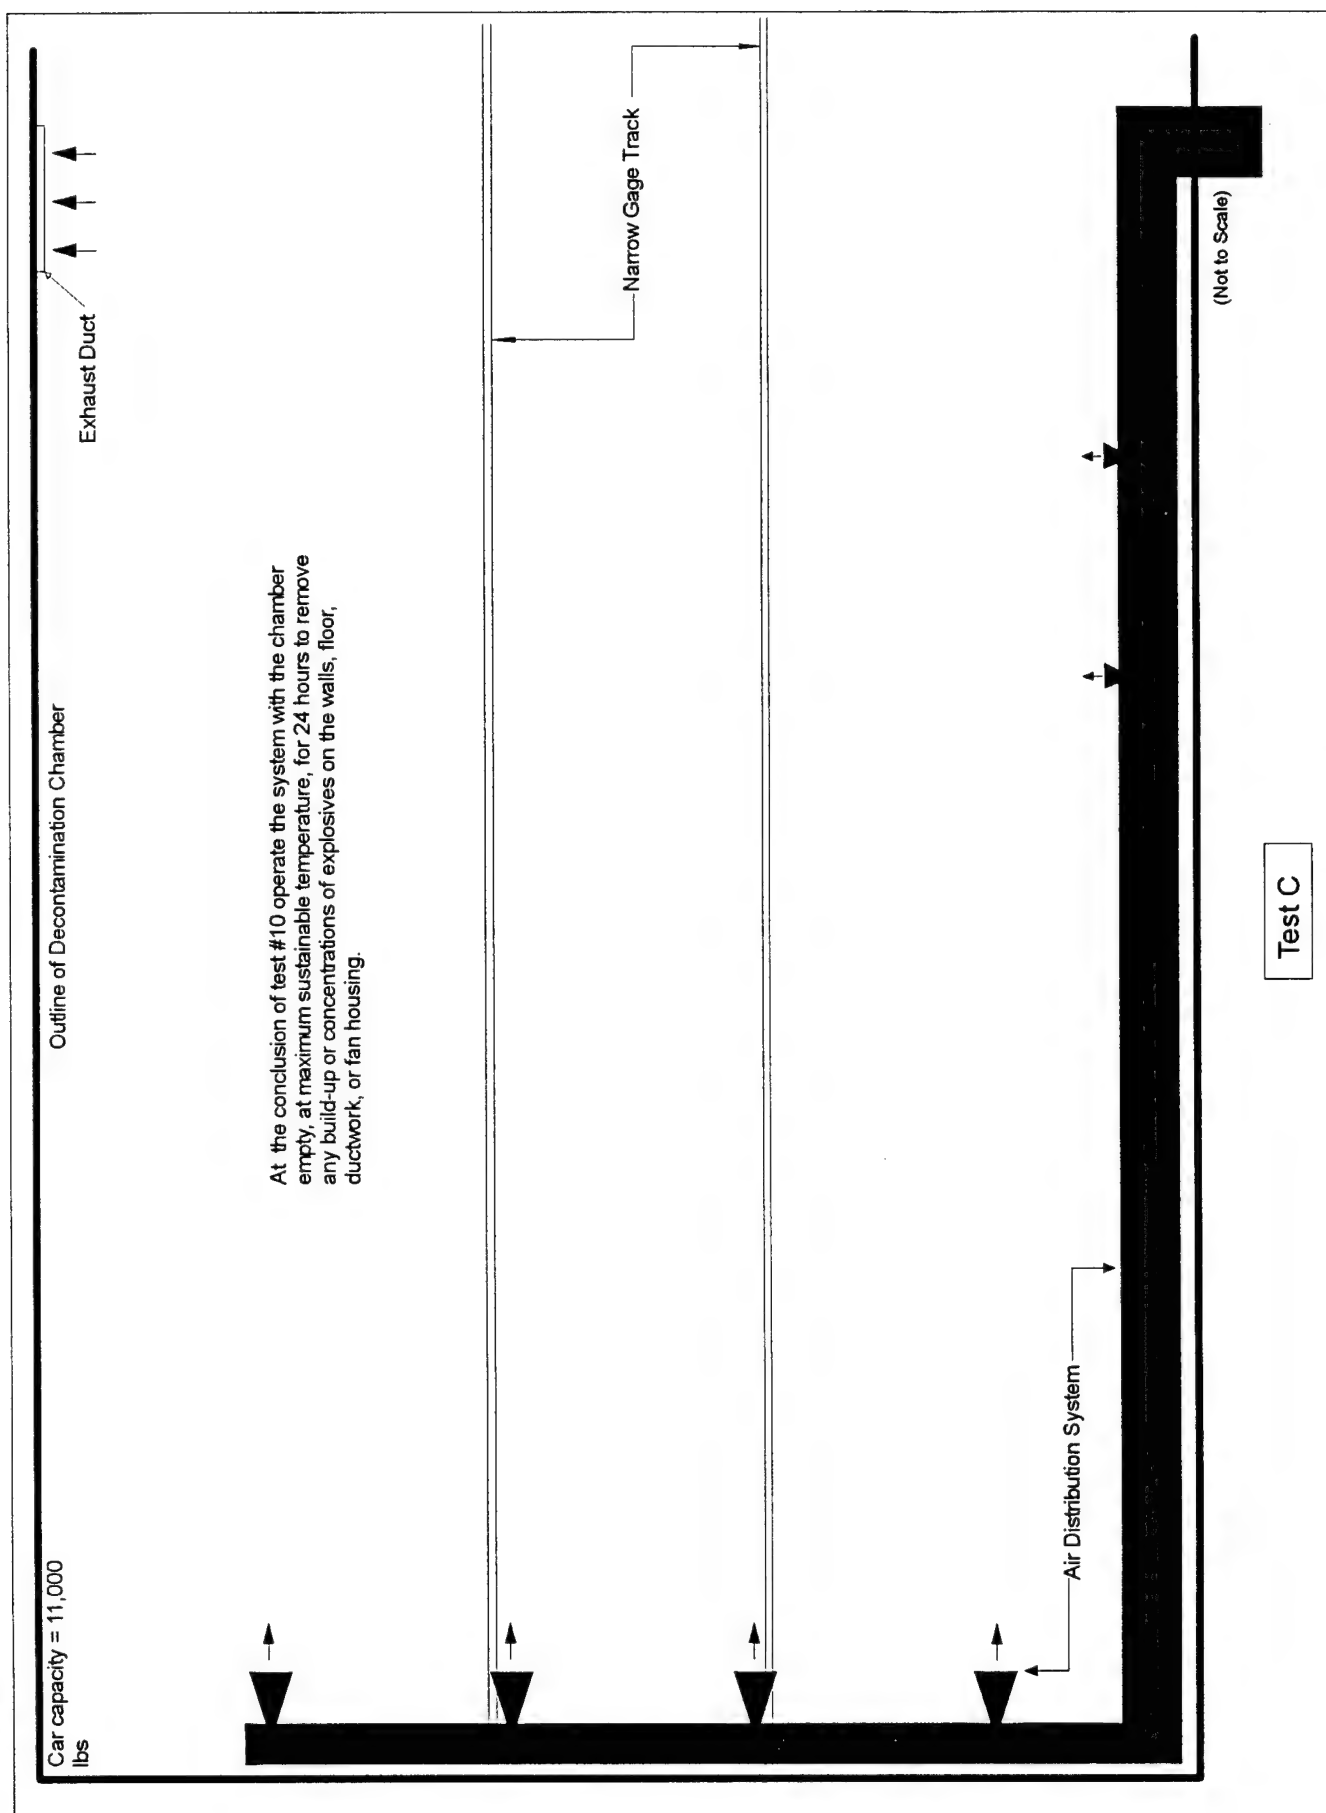 Car capacity = 11,000
lbs
Outline of Decontamination Chamber
Exhaust Duct
At the conclusion of test #10 operate the system with the chamber
empty, at maximum sustainable temperature, for 24 hours to remove
any build-up or concentrations of explosives on the walls, floor,
ductwork, or fan housing.
Narrow Gage Track
Air Distribution System
(Not to Scale)
Test C